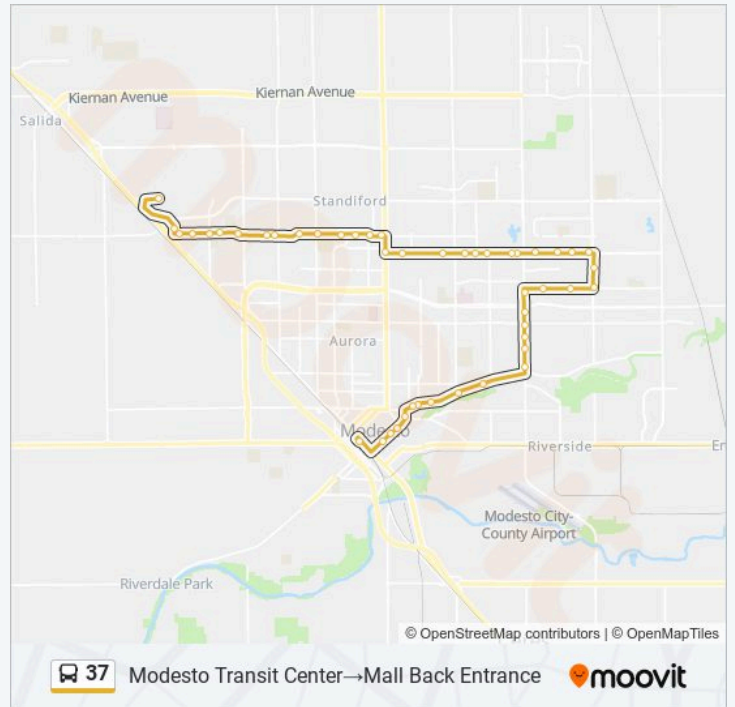 Kiernan Avenue
Kiernan Avenue
Salida
Standiford
Aurora
Modesto
Riverside
En
Modesto City-
County Airport
Riverdale Park
© OpenStreetMap contributors | © OpenMapTiles
37 Modesto Transit Center→Mall Back Entrance
moovit